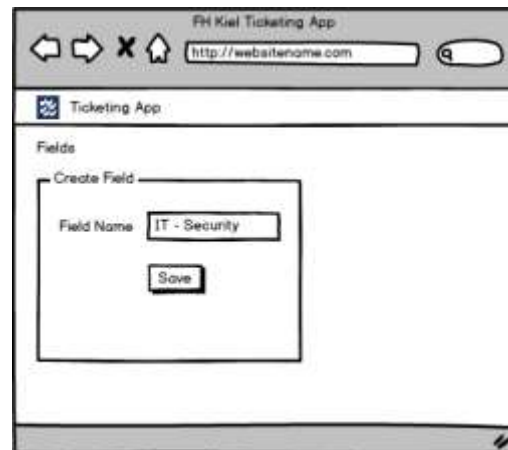 FH Kiel Ticketing App
http://websitename.com
Ticketing App
Fields
Create Field
Field Name IT - Security
Save